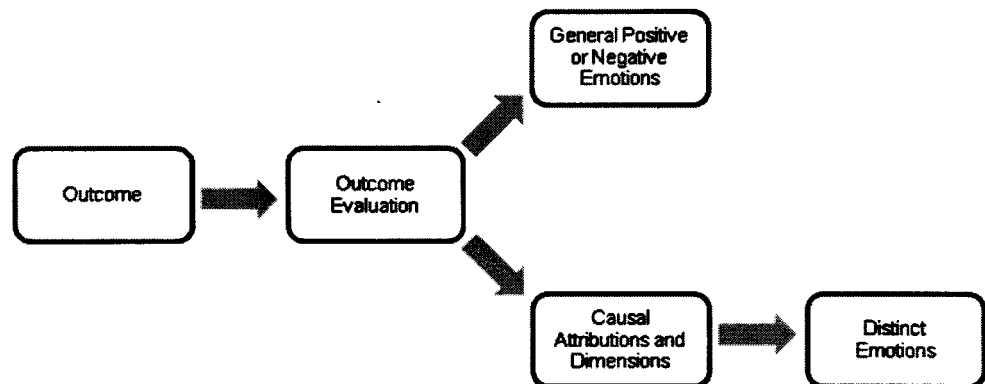 General Positive
or Negative
Emotions
Outcome
Outcome
Evaluation
Causal
Attributions and
Dimensions
Distinct
Emotions